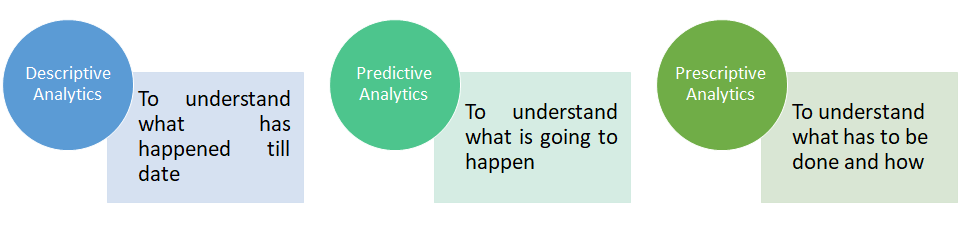 Descriptive
Analytics
To understand
what has
happened till
date
Predictive
Analytics
To understand
what is going to
happen
Prescriptive
Analytics
To understand
what has to be
done and how